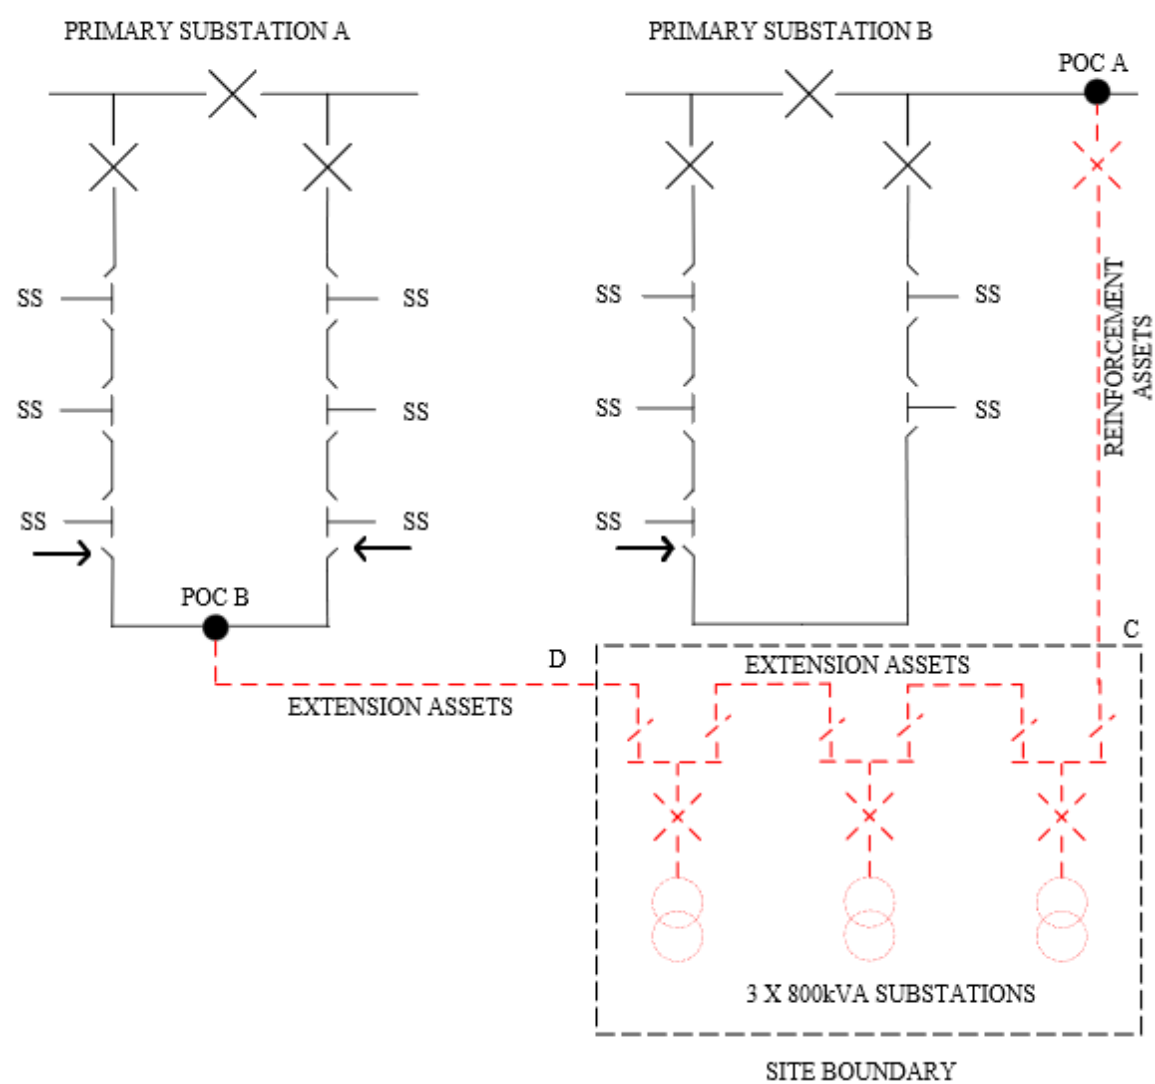 PRIMARY SUBSTATION A
PRIMARY SUBSTATION B
POC A
SS
SS
SS
SS
SS
SS
SS
SS
SS
SS
SS
REINFORCEMENT
ASSETS
POC B
C
D
EXTENSION ASSETS
EXTENSION ASSETS
3 X 800kVA SUBSTATIONS
SITE BOUNDARY